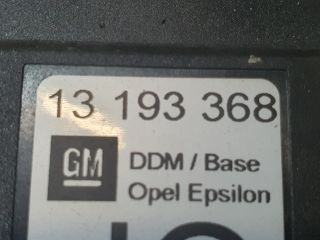 13 193 368
GM DDM / Base
Opel Epsilon